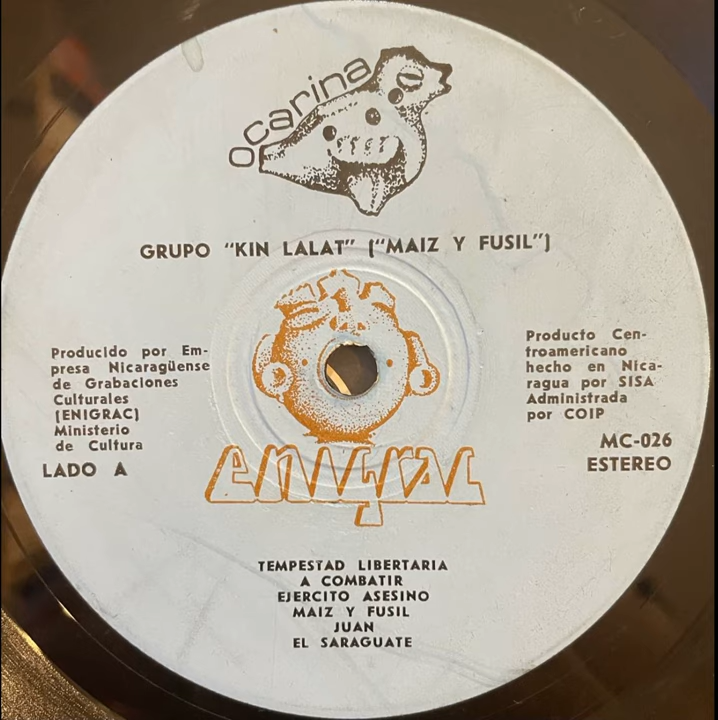 ocarina
GRUPO "KIN LALAT" ("MAIZ Y FUSIL")
Producido por Em-
presa Nicaragüense
de Grabaciones
Culturales
(ENIGRAC)
Ministerio
de Cultura
LADO A
Producto Cen-
troamericano
hecho en Nica-
ragua por SISA
Administrada
por COIP
MC-026
ESTEREO
enigrac
TEMPESTAD LIBERTARIA
A COMBATIR
EJERCITO ASESINO
MAIZ Y FUSIL
JUAN
EL SARAGUATE